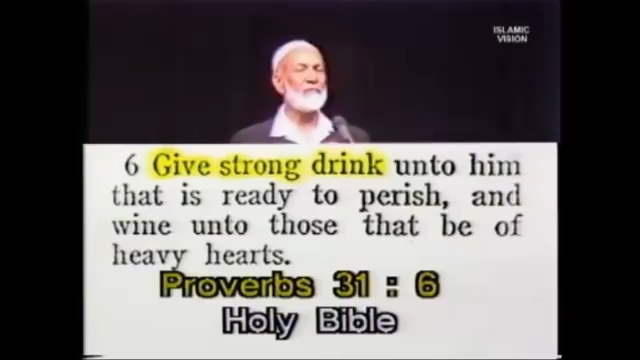 ISLAMIC
VISION
6 Give strong drink unto him
that is ready to perish, and
wine unto those that be of
heavy hearts.
Proverbs 31 : 6
Holy Bible